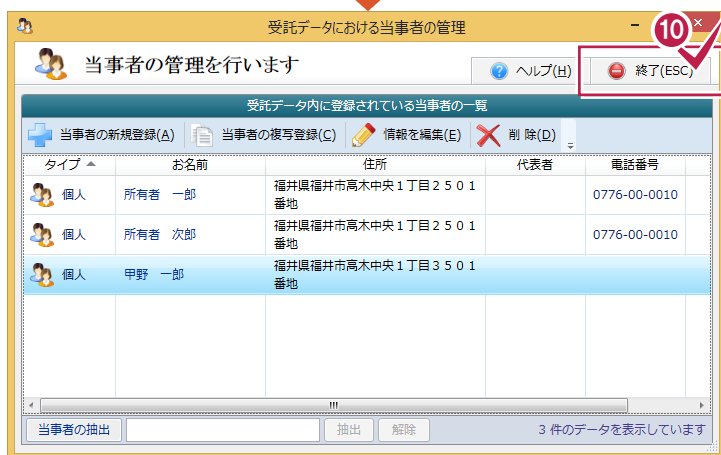 受託データにおける当事者の管理
10
当事者の管理を行います
ヘルプ(H)
終了(ESC)
受託データ内に登録されている当事者の一覧
当事者の新規登録(A)
当事者の複写登録(C)
情報を編集(E)
削 除(D)
タイプ お名前 住所 代表者 電話番号
個人 所有者　一郎 福井県福井市高木中央１丁目２５０１ 0776-00-0010
番地
個人 所有者　次郎 福井県福井市高木中央１丁目２５０１ 0776-00-0010
番地
個人 甲野　一郎 福井県福井市高木中央１丁目３５０１
番地
当事者の抽出 抽出 解除 3 件のデータを表示しています